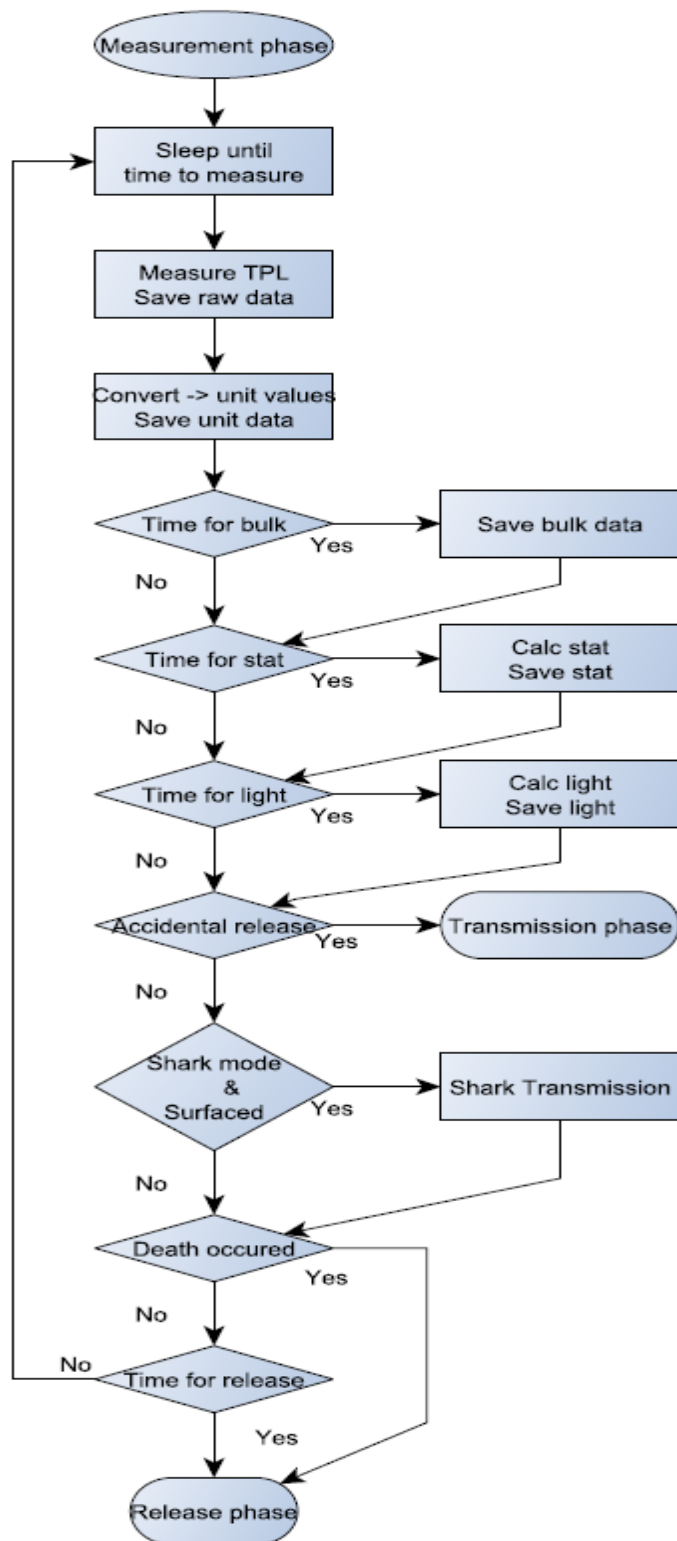 Measurement phase
Sleep until
time to measure
Measure TPL
Save raw data
Convert -> unit values
Save unit data
Time for bulk
Yes
Save bulk data
No
Time for stat
Yes
Calc stat
Save stat
No
Time for light
Yes
Calc light
Save light
No
Accidental release
Yes
Transmission phase
No
Shark mode
&
Surfaced
Yes
Shark Transmission
No
Death occured
Yes
No
No
Time for release
Yes
Release phase